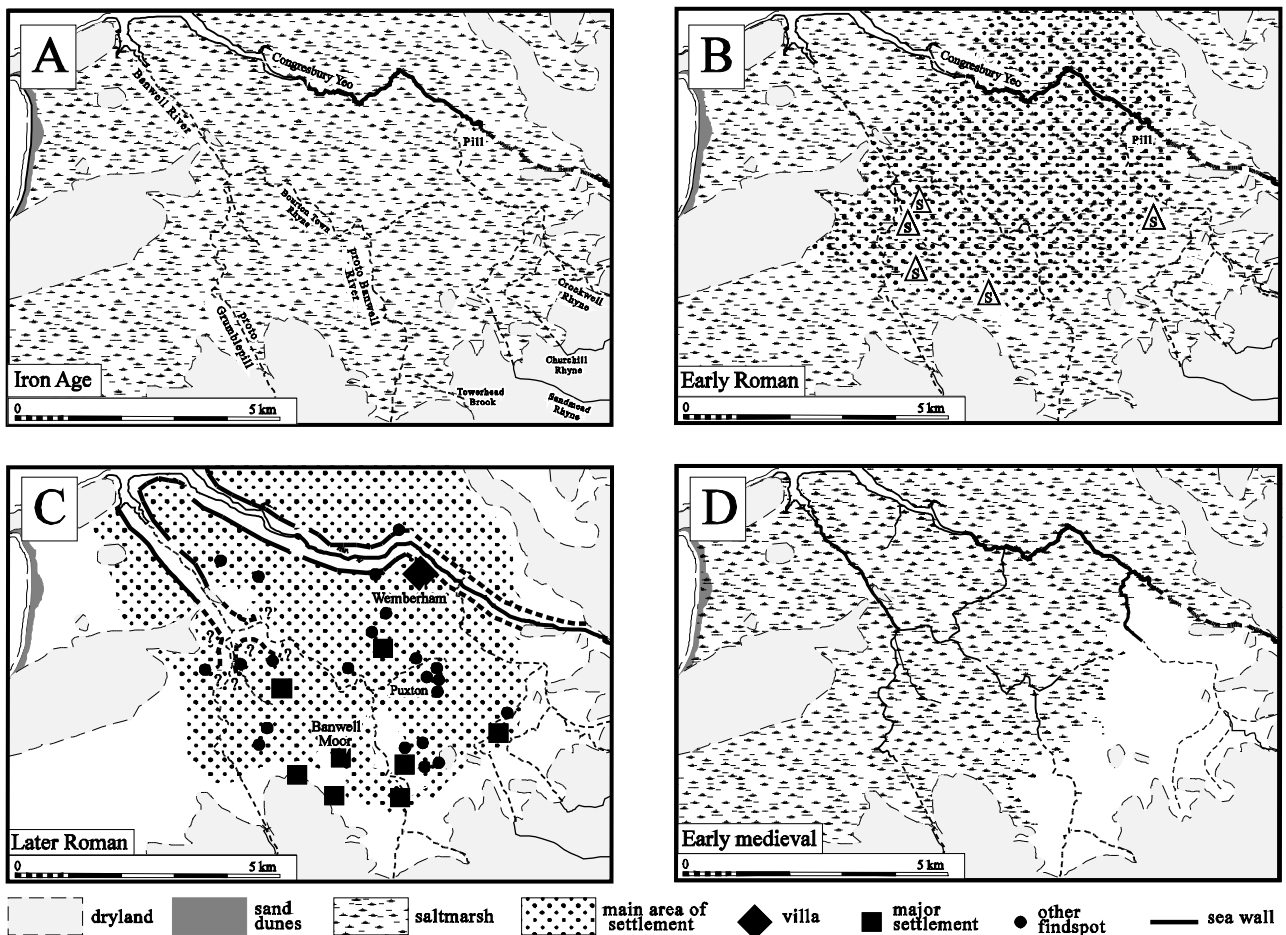 A
Congresbury Yeo
Banwell River
Pill
Bourton Town
Rhyne
proto Banwell
River
proto
Grumblepill
Crookwell
Rhyne
Churchill
Rhyne
Towerhead
Brook
Sandmead
Rhyne
Iron Age
0
5 km
B
Congresbury Yeo
Pill
S
S
S
S
S
Early Roman
0
5 km
C
Wemberham
?
?
?
?
?
?
?
Puxton
Banwell
Moor
Later Roman
0
5 km
D
Early medieval
0
5 km
dryland
sand
dunes
saltmarsh
main area of
settlement
villa
major
settlement
other
findspot
sea wall